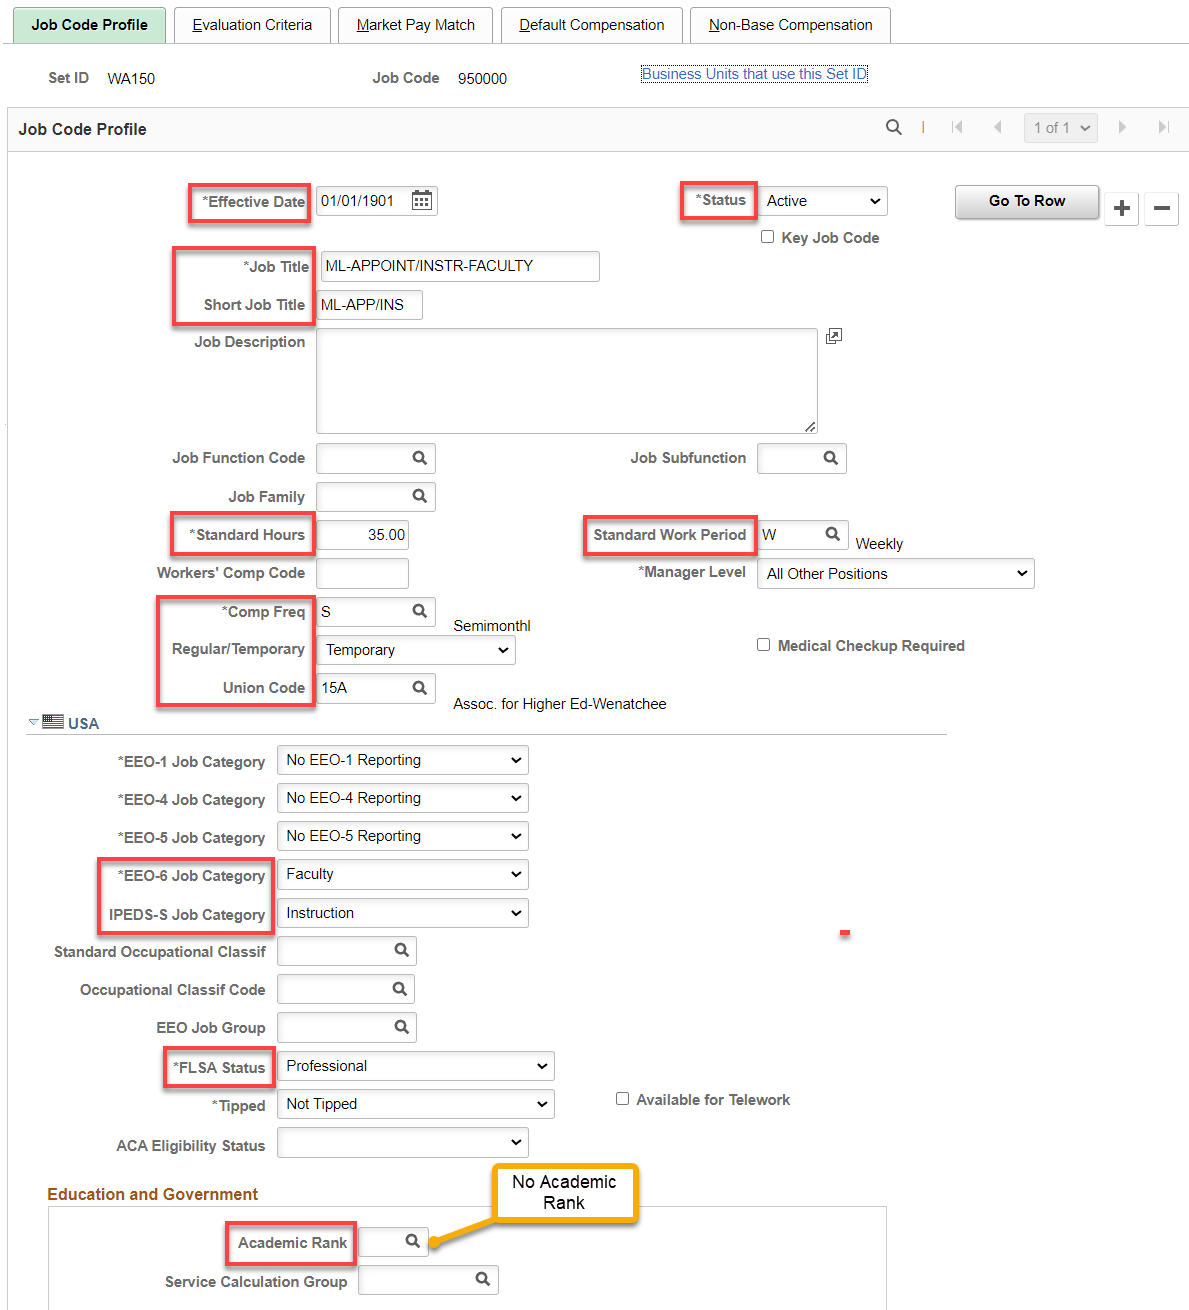 Job Code Profile Evaluation Criteria Market Pay Match Default Compensation Non-Base Compensation
Set ID WA150 Job Code 950000 Business Units that use this Set ID
Job Code Profile 1 of 1
*Effective Date 01/01/1901 *Status Active Go To Row
Key Job Code
*Job Title ML-APPOINT/INSTR-FACULTY
Short Job Title ML-APP/INS
Job Description
Job Function Code Job Subfunction
Job Family
*Standard Hours 35.00 Standard Work Period W Weekly
Workers' Comp Code *Manager Level All Other Positions
*Comp Freq S Semimonthl
Regular/Temporary Temporary Medical Checkup Required
Union Code 15A Assoc. for Higher Ed-Wenatchee
USA
*EEO-1 Job Category No EEO-1 Reporting
*EEO-4 Job Category No EEO-4 Reporting
*EEO-5 Job Category No EEO-5 Reporting
*EEO-6 Job Category Faculty
IPEDS-S Job Category Instruction
Standard Occupational Classif
Occupational Classif Code
EEO Job Group
*FLSA Status Professional
*Tipped Not Tipped Available for Telework
ACA Eligibility Status
Education and Government
No Academic
Rank
Academic Rank
Service Calculation Group